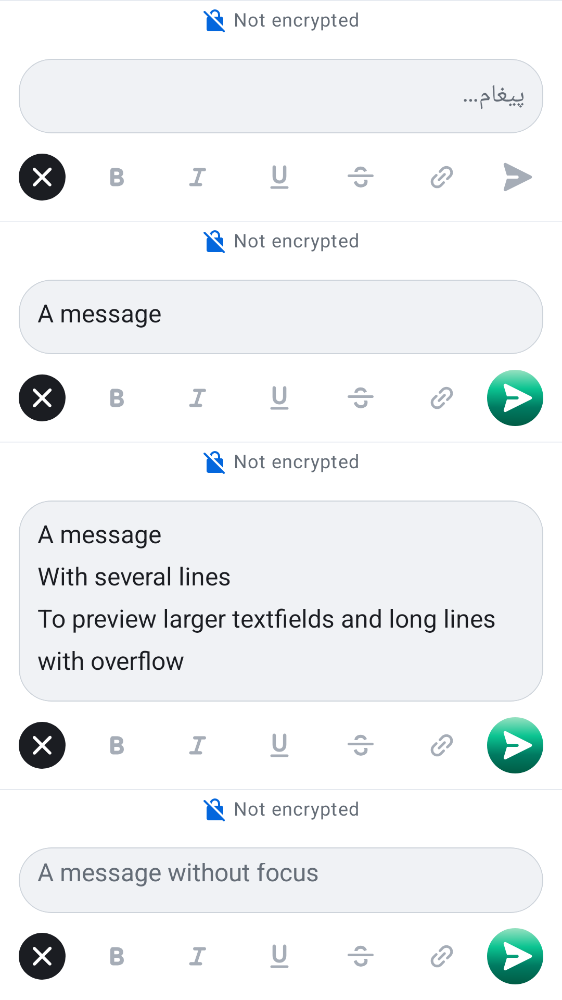 Not encrypted
پیغام…
B I U S
Not encrypted
A message
B I U S
Not encrypted
A message
With several lines
To preview larger textfields and long lines
with overflow
B I U S
Not encrypted
A message without focus
B I U S